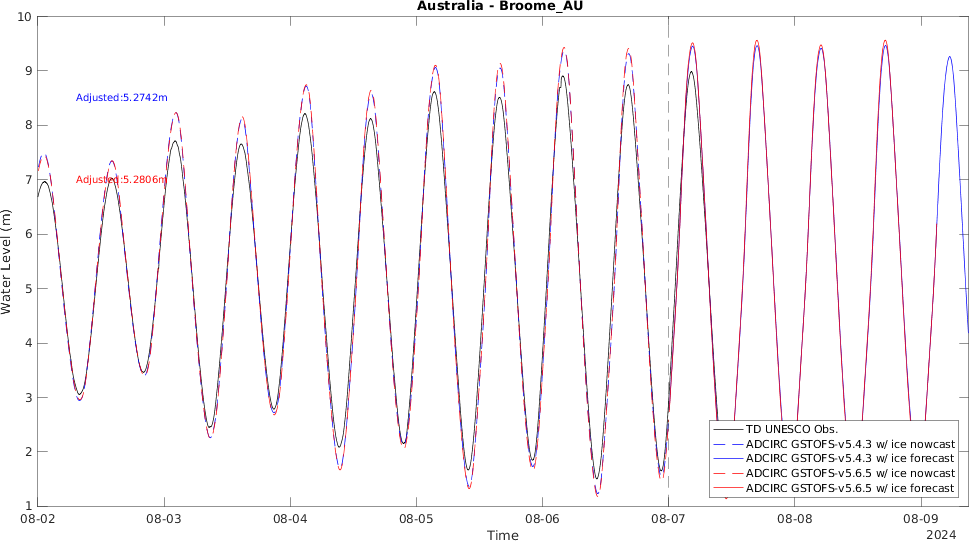 Australia - Broome_AU
10
9
8
7
6
5
4
3
2
1
Water Level (m)
Adjusted:5.2742m
Adjusted:5.2806m
TD UNESCO Obs.
ADCIRC GSTOFS-v5.4.3 w/ ice nowcast
ADCIRC GSTOFS-v5.4.3 w/ ice forecast
ADCIRC GSTOFS-v5.6.5 w/ ice nowcast
ADCIRC GSTOFS-v5.6.5 w/ ice forecast
08-02 08-03 08-04 08-05 08-06 08-07 08-08 08-09
Time
2024